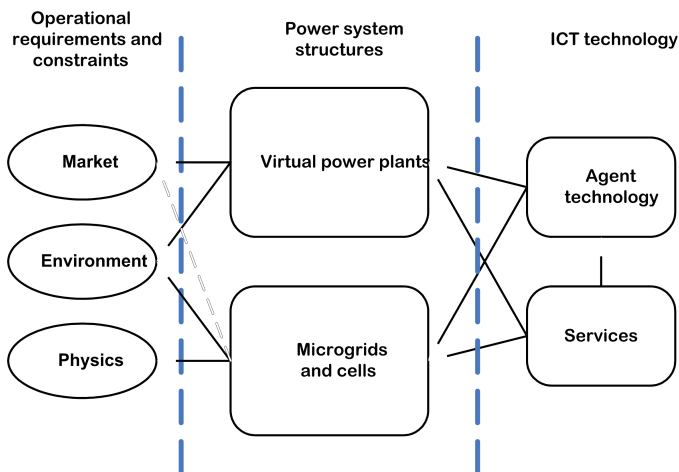 Operational
requirements and
constraints
Power system
structures
ICT technology
Market
Environment
Physics
Virtual power plants
Microgrids
and cells
Agent
technology
Services